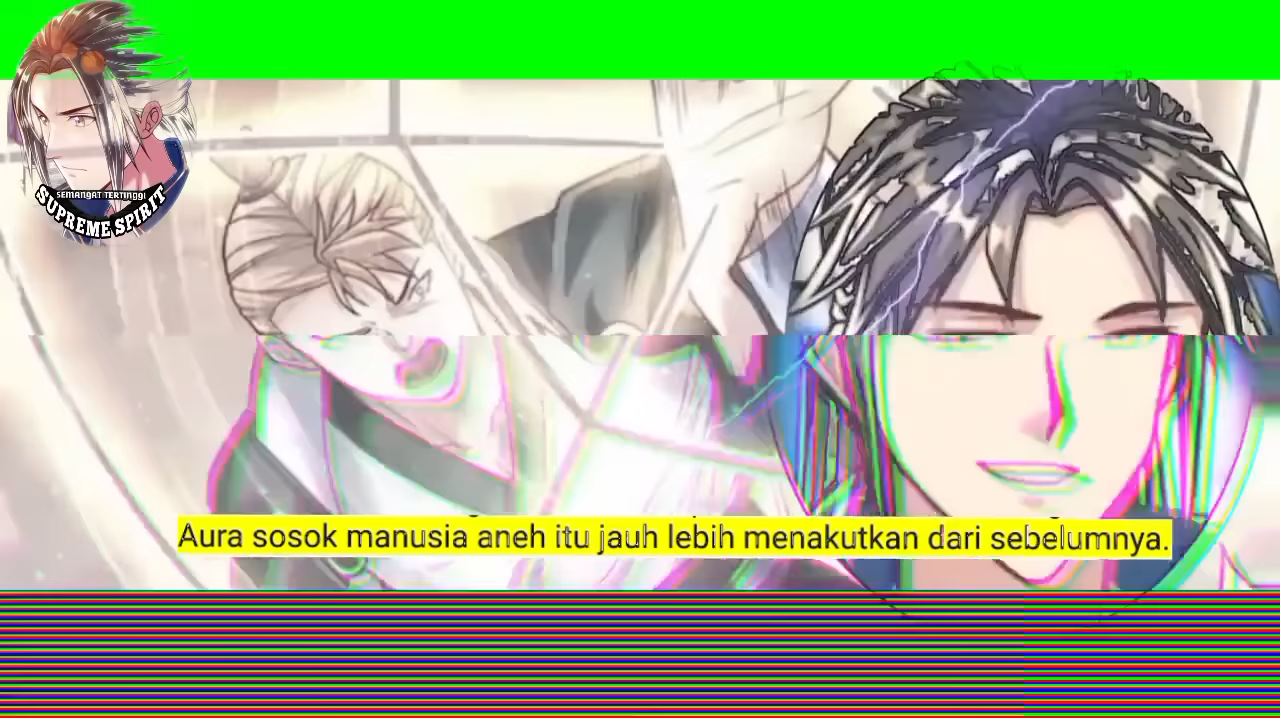 SEMANGAT TERTINGGI
SUPREME SPIRIT
Aura sosok manusia aneh itu jauh lebih menakutkan dari sebelumnya.